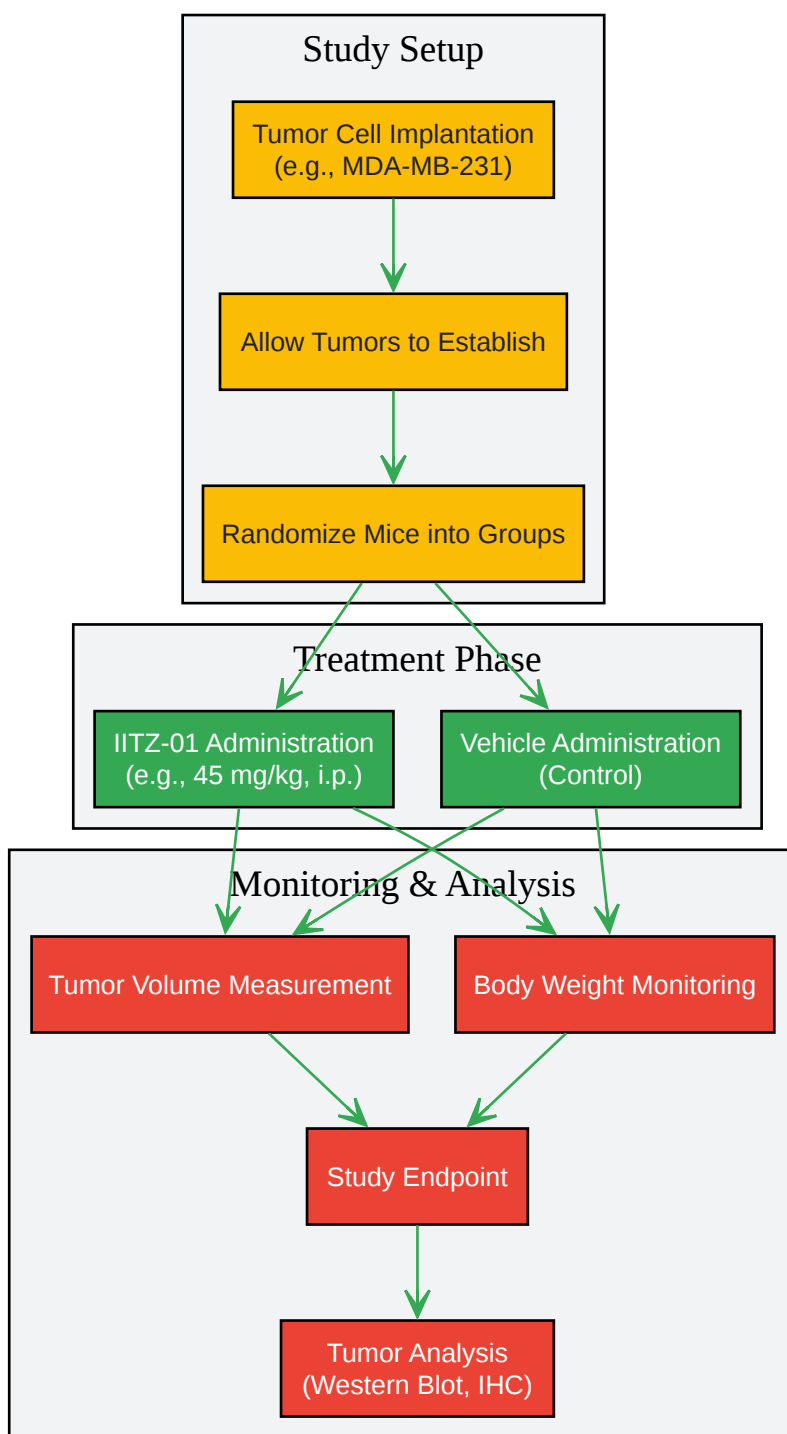 Study Setup
Tumor Cell Implantation
(e.g., MDA-MB-231)
Allow Tumors to Establish
Randomize Mice into Groups
Treatment Phase
IITZ-01 Administration
(e.g., 45 mg/kg, i.p.)
Vehicle Administration
(Control)
Monitoring & Analysis
Tumor Volume Measurement
Body Weight Monitoring
Study Endpoint
Tumor Analysis
(Western Blot, IHC)